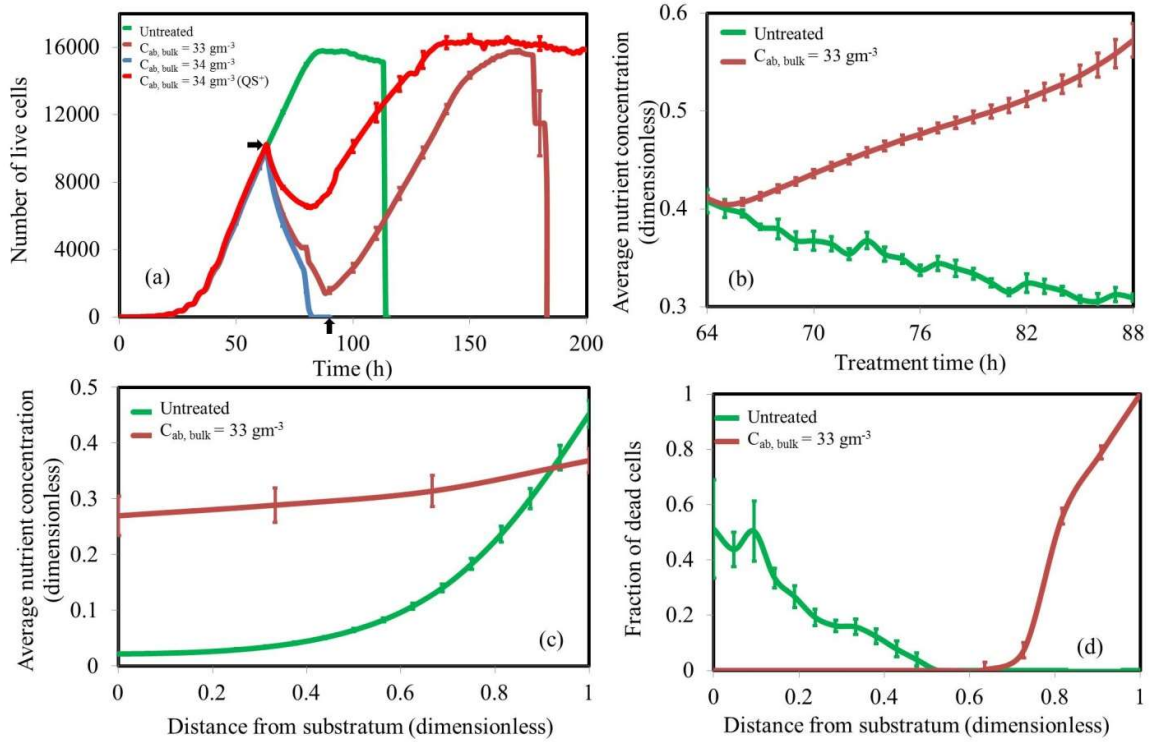 Untreated
C_ab, bulk = 33 gm⁻³
C_ab, bulk = 34 gm⁻³
C_ab, bulk = 34 gm⁻³ (QS⁺)
Number of live cells
16000
12000
8000
4000
0
(a)
0 50 100 150 200
Time (h)
Untreated
C_ab, bulk = 33 gm⁻³
Average nutrient concentration
(dimensionless)
0.6
0.5
0.4
0.3
(b)
64 70 76 82 88
Treatment time (h)
Untreated
C_ab, bulk = 33 gm⁻³
Average nutrient concentration
(dimensionless)
0.5
0.4
0.3
0.2
0.1
0
(c)
0 0.2 0.4 0.6 0.8 1
Distance from substratum (dimensionless)
Untreated
C_ab, bulk = 33 gm⁻³
Fraction of dead cells
1
0.8
0.6
0.4
0.2
0
(d)
0 0.2 0.4 0.6 0.8 1
Distance from substratum (dimensionless)